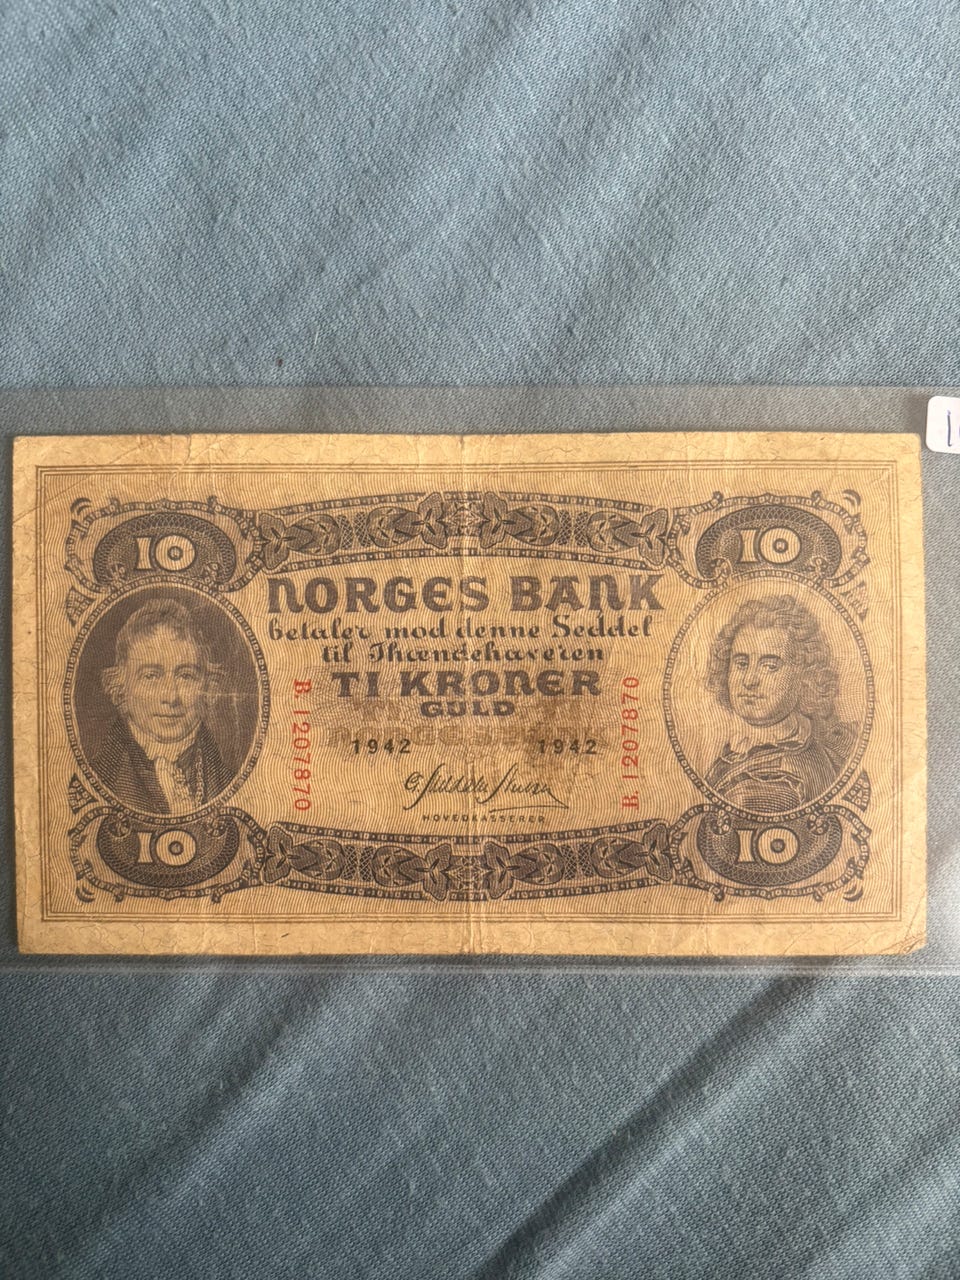 10 10
NORGES BANK
betaler mod denne Seddel
til Ihændehaveren
TI KRONER
GULD
B.1207870
B.1207870
1942 1942
HOVEDKASSERER
10 10